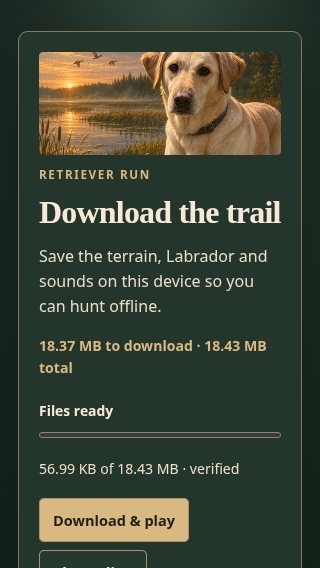 RETRIEVER RUN
Download the trail
Save the terrain, Labrador and
sounds on this device so you
can hunt offline.
18.37 MB to download · 18.43 MB
total
Files ready
56.99 KB of 18.43 MB · verified
Download & play